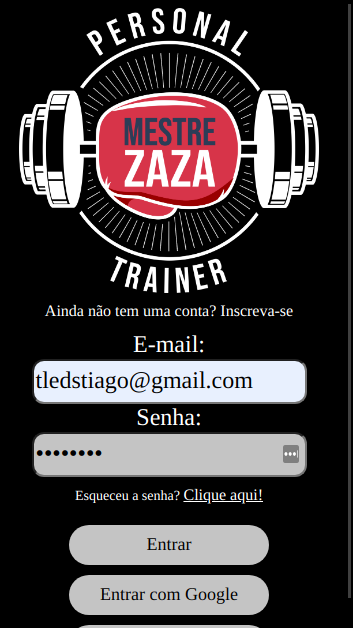 PERSONAL
MESTRE
ZAZA
TRAINER
Ainda não tem uma conta? Inscreva-se
E-mail:
tledstiago@gmail.com
Senha:
••••••••
Esqueceu a senha? Clique aqui!
Entrar
Entrar com Google